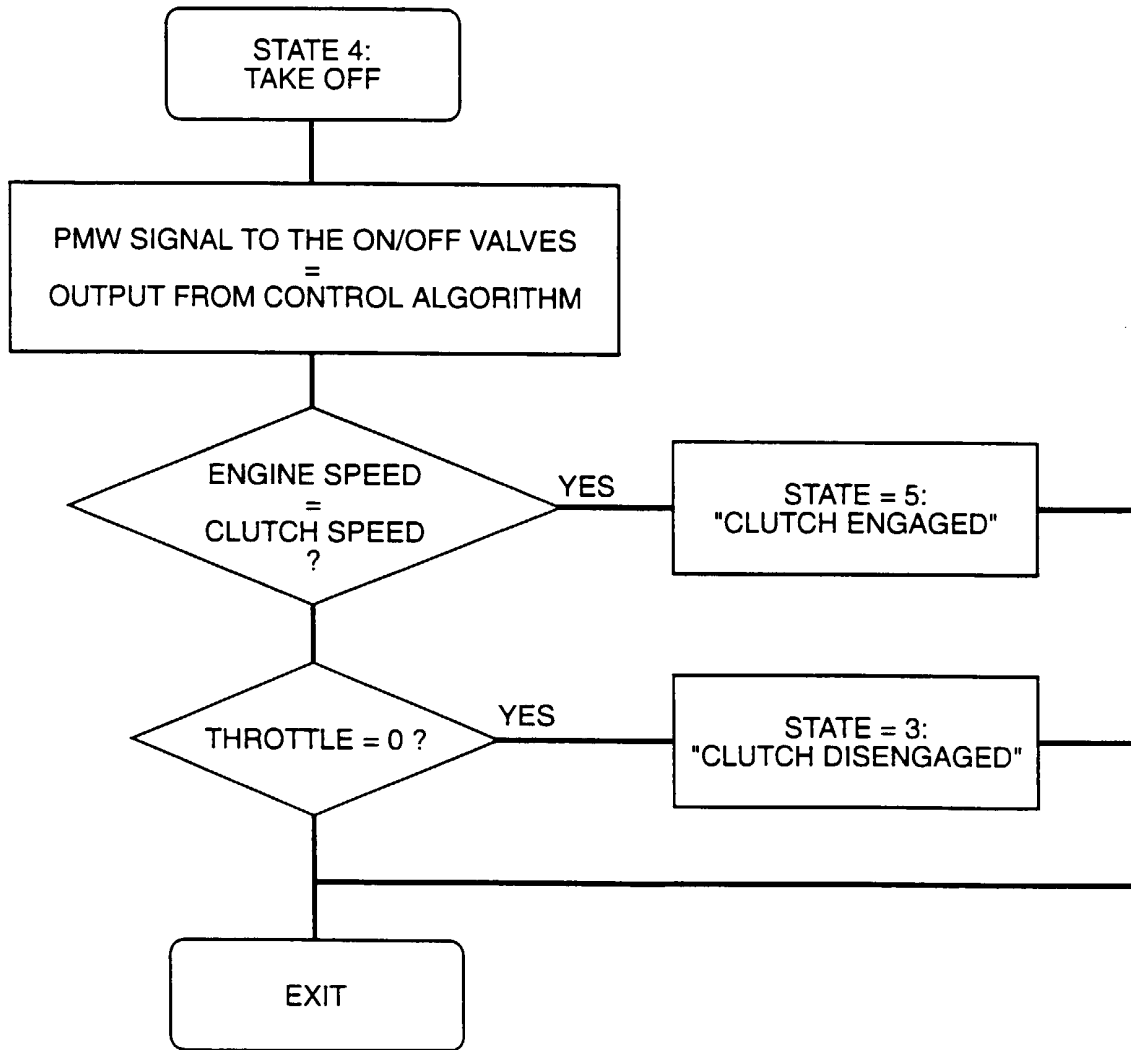 STATE 4:
TAKE OFF
PMW SIGNAL TO THE ON/OFF VALVES
=
OUTPUT FROM CONTROL ALGORITHM
ENGINE SPEED
=
CLUTCH SPEED
?
YES
STATE = 5:
"CLUTCH ENGAGED"
THROTTLE = 0 ?
YES
STATE = 3:
"CLUTCH DISENGAGED"
EXIT